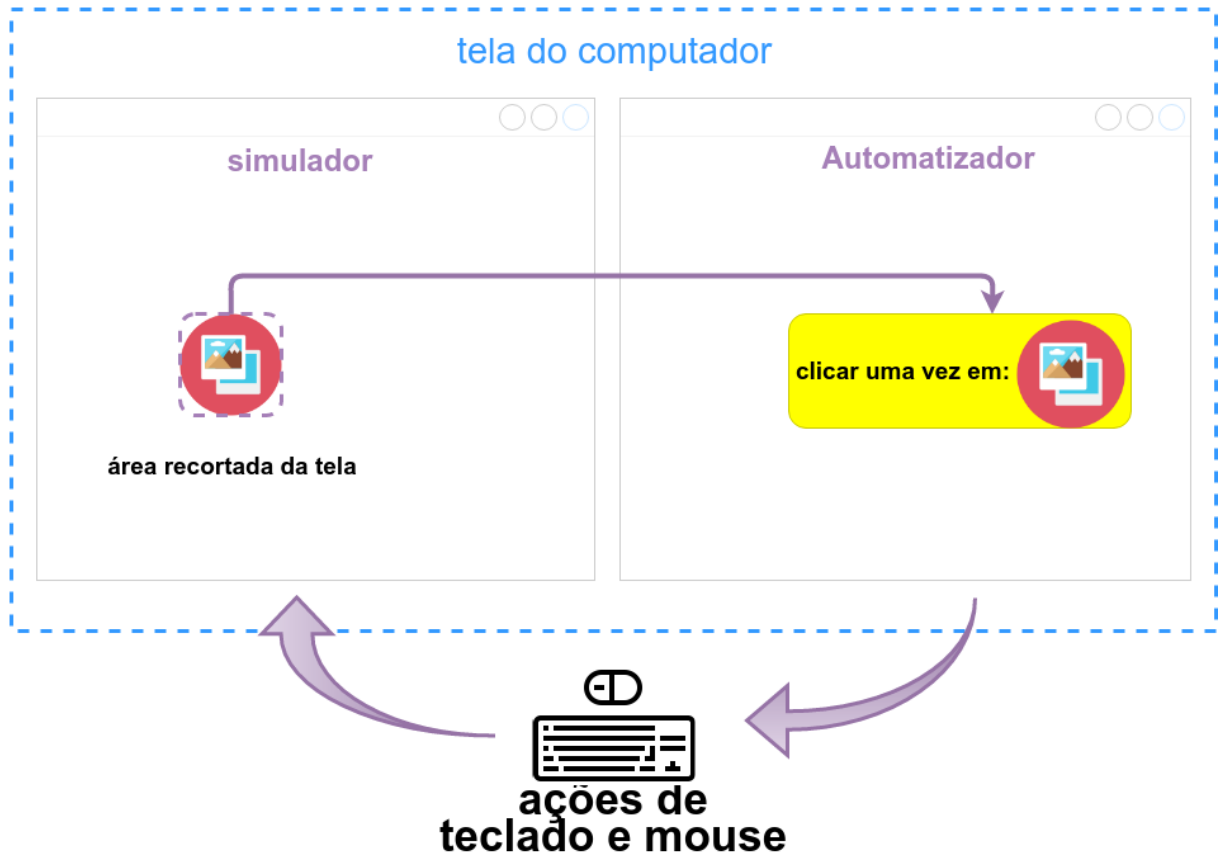 tela do computador
simulador
Automatizador
clicar uma vez em:
área recortada da tela
ações de
teclado e mouse